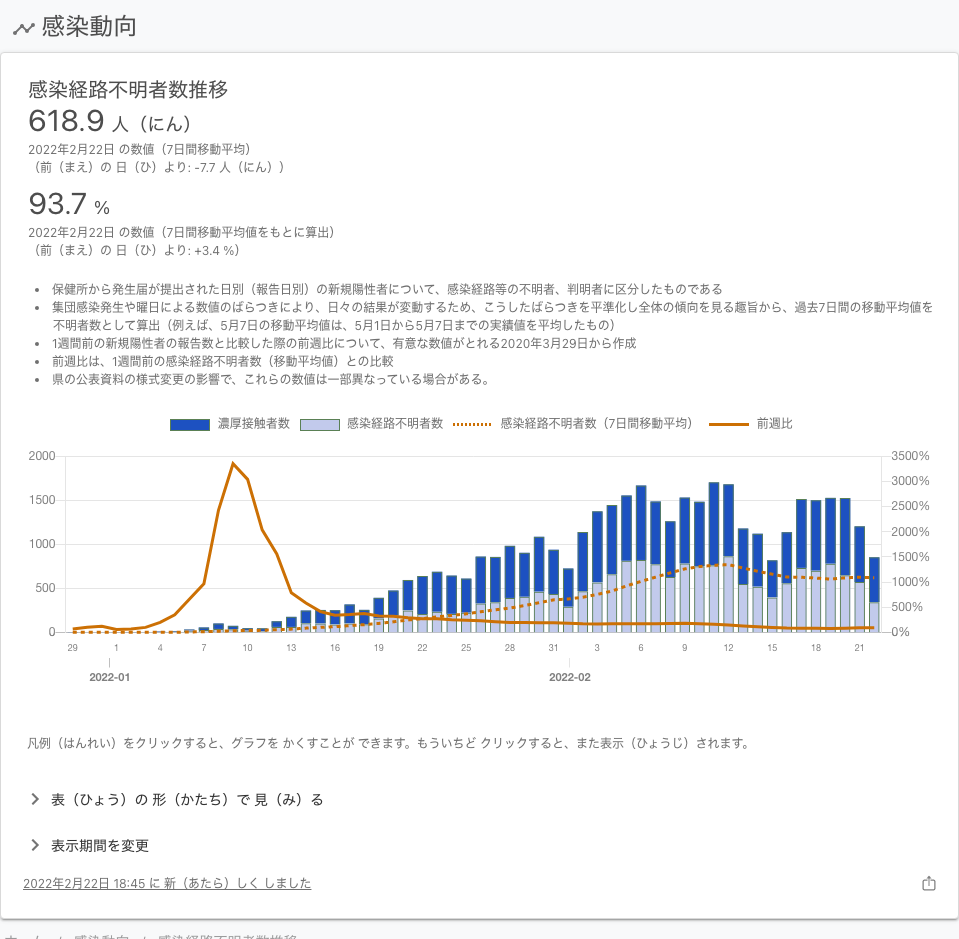 感染動向
感染経路不明者数推移
618.9 人（にん）
2022年2月22日 の数値（7日間移動平均）
（前（まえ）の 日（ひ）より: -7.7 人（にん））
93.7 %
2022年2月22日 の数値（7日間移動平均値をもとに算出）
（前（まえ）の 日（ひ）より: +3.4 %）
• 保健所から発生届が提出された日別（報告日別）の新規陽性者について、感染経路等の不明者、判明者に区分したものである
• 集団感染発生や曜日による数値のばらつきにより、日々の結果が変動するため、こうしたばらつきを平準化し全体の傾向を見る趣旨から、過去7日間の移動平均値を
不明者数として算出（例えば、5月7日の移動平均値は、5月1日から5月7日までの実績値を平均したもの）
• 1週間前の新規陽性者の報告数と比較した際の前週比について、有意な数値がとれる2020年3月29日から作成
• 前週比は、1週間前の感染経路不明者数（移動平均値）との比較
• 県の公表資料の様式変更の影響で、これらの数値は一部異なっている場合がある。
濃厚接触者数 感染経路不明者数 感染経路不明者数（7日間移動平均） 前週比
2000 3500%
3000%
1500 2500%
2000%
1000 1500%
1000%
500 500%
0 0%
29 1 4 7 10 13 16 19 22 25 28 31 3 6 9 12 15 18 21
2022-01 2022-02
凡例（はんれい）をクリックすると、グラフを かくすことが できます。もういちど クリックすると、また表示（ひょうじ）されます。
表（ひょう）の 形（かたち）で 見（み）る
表示期間を変更
2022年2月22日 18:45 に 新（あたら）しく しました